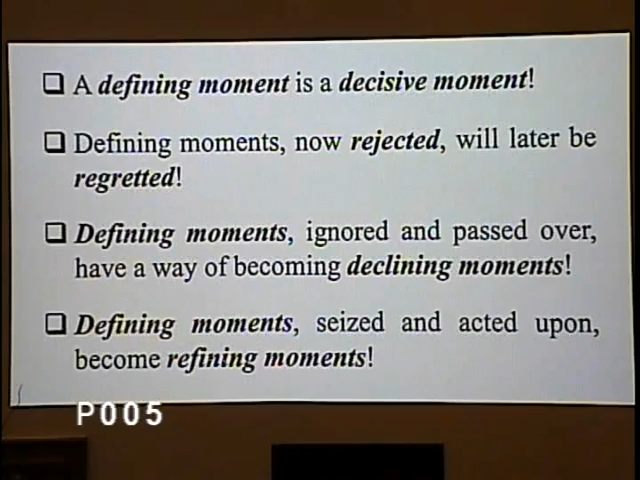 ❑ A defining moment is a decisive moment!
❑ Defining moments, now rejected, will later be
regretted!
❑ Defining moments, ignored and passed over,
have a way of becoming declining moments!
❑ Defining moments, seized and acted upon,
become refining moments!
P005